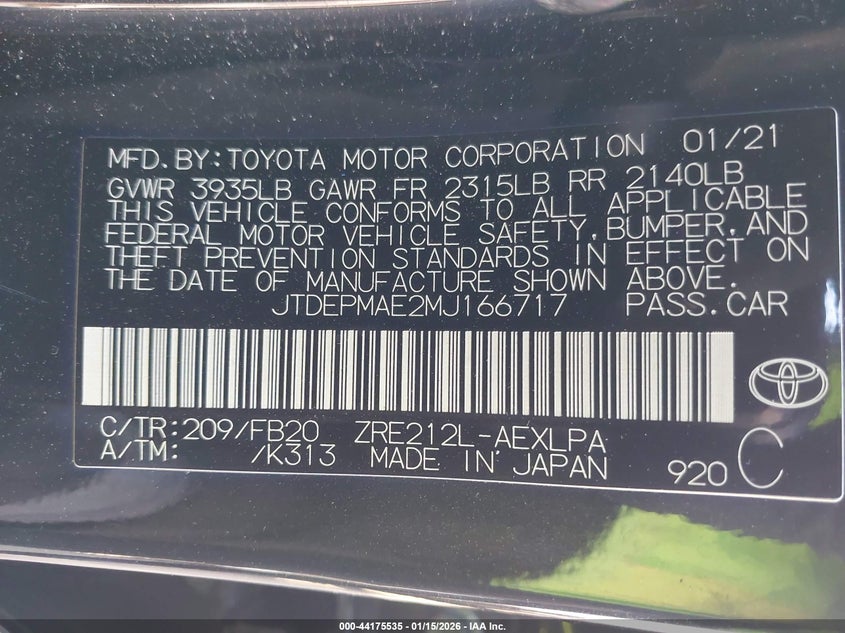 MFD.BY:TOYOTA MOTOR CORPORATION 01/21
GVWR 3935LB GAWR FR 2315LB RR 2140LB
THIS VEHICLE CONFORMS TO ALL APPLICABLE
FEDERAL MOTOR VEHICLE SAFETY,BUMPER,AND
THEFT PREVENTION STANDARDS IN EFFECT ON
THE DATE OF MANUFACTURE SHOWN ABOVE.
JTDEPMAE2MJ166717 PASS.CAR
C/TR:209/FB20 ZRE212L-AEXLPA
A/TM: /K313 MADE IN JAPAN 920 C
000-44175535 - 01/15/2026 - IAA Inc.